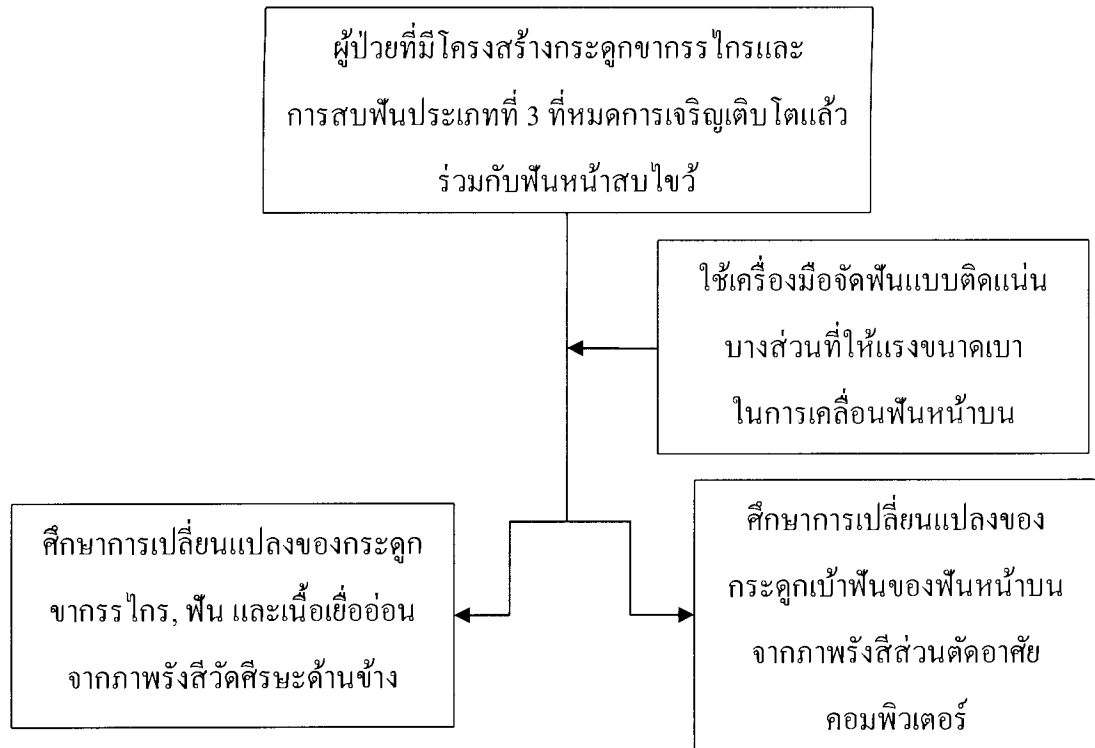 ผู้ป่วยที่มีโครงสร้างกระดูกขากรรไกรและ
การสบฟันประเภทที่ 3 ที่หมดการเจริญเติบโตแล้ว
ร่วมกับฟันหน้าสบไขว้
ใช้เครื่องมือจัดฟันแบบติดแน่น
บางส่วนที่ให้แรงขนาดเบา
ในการเคลื่อนฟันหน้าบน
ศึกษาการเปลี่ยนแปลงของกระดูก
ขากรรไกร, ฟัน และเนื้อเยื่ออ่อน
จากภาพรังสีวัดศีรษะด้านข้าง
ศึกษาการเปลี่ยนแปลงของ
กระดูกเบ้าฟันของฟันหน้าบน
จากภาพรังสีส่วนตัดอาศัย
คอมพิวเตอร์